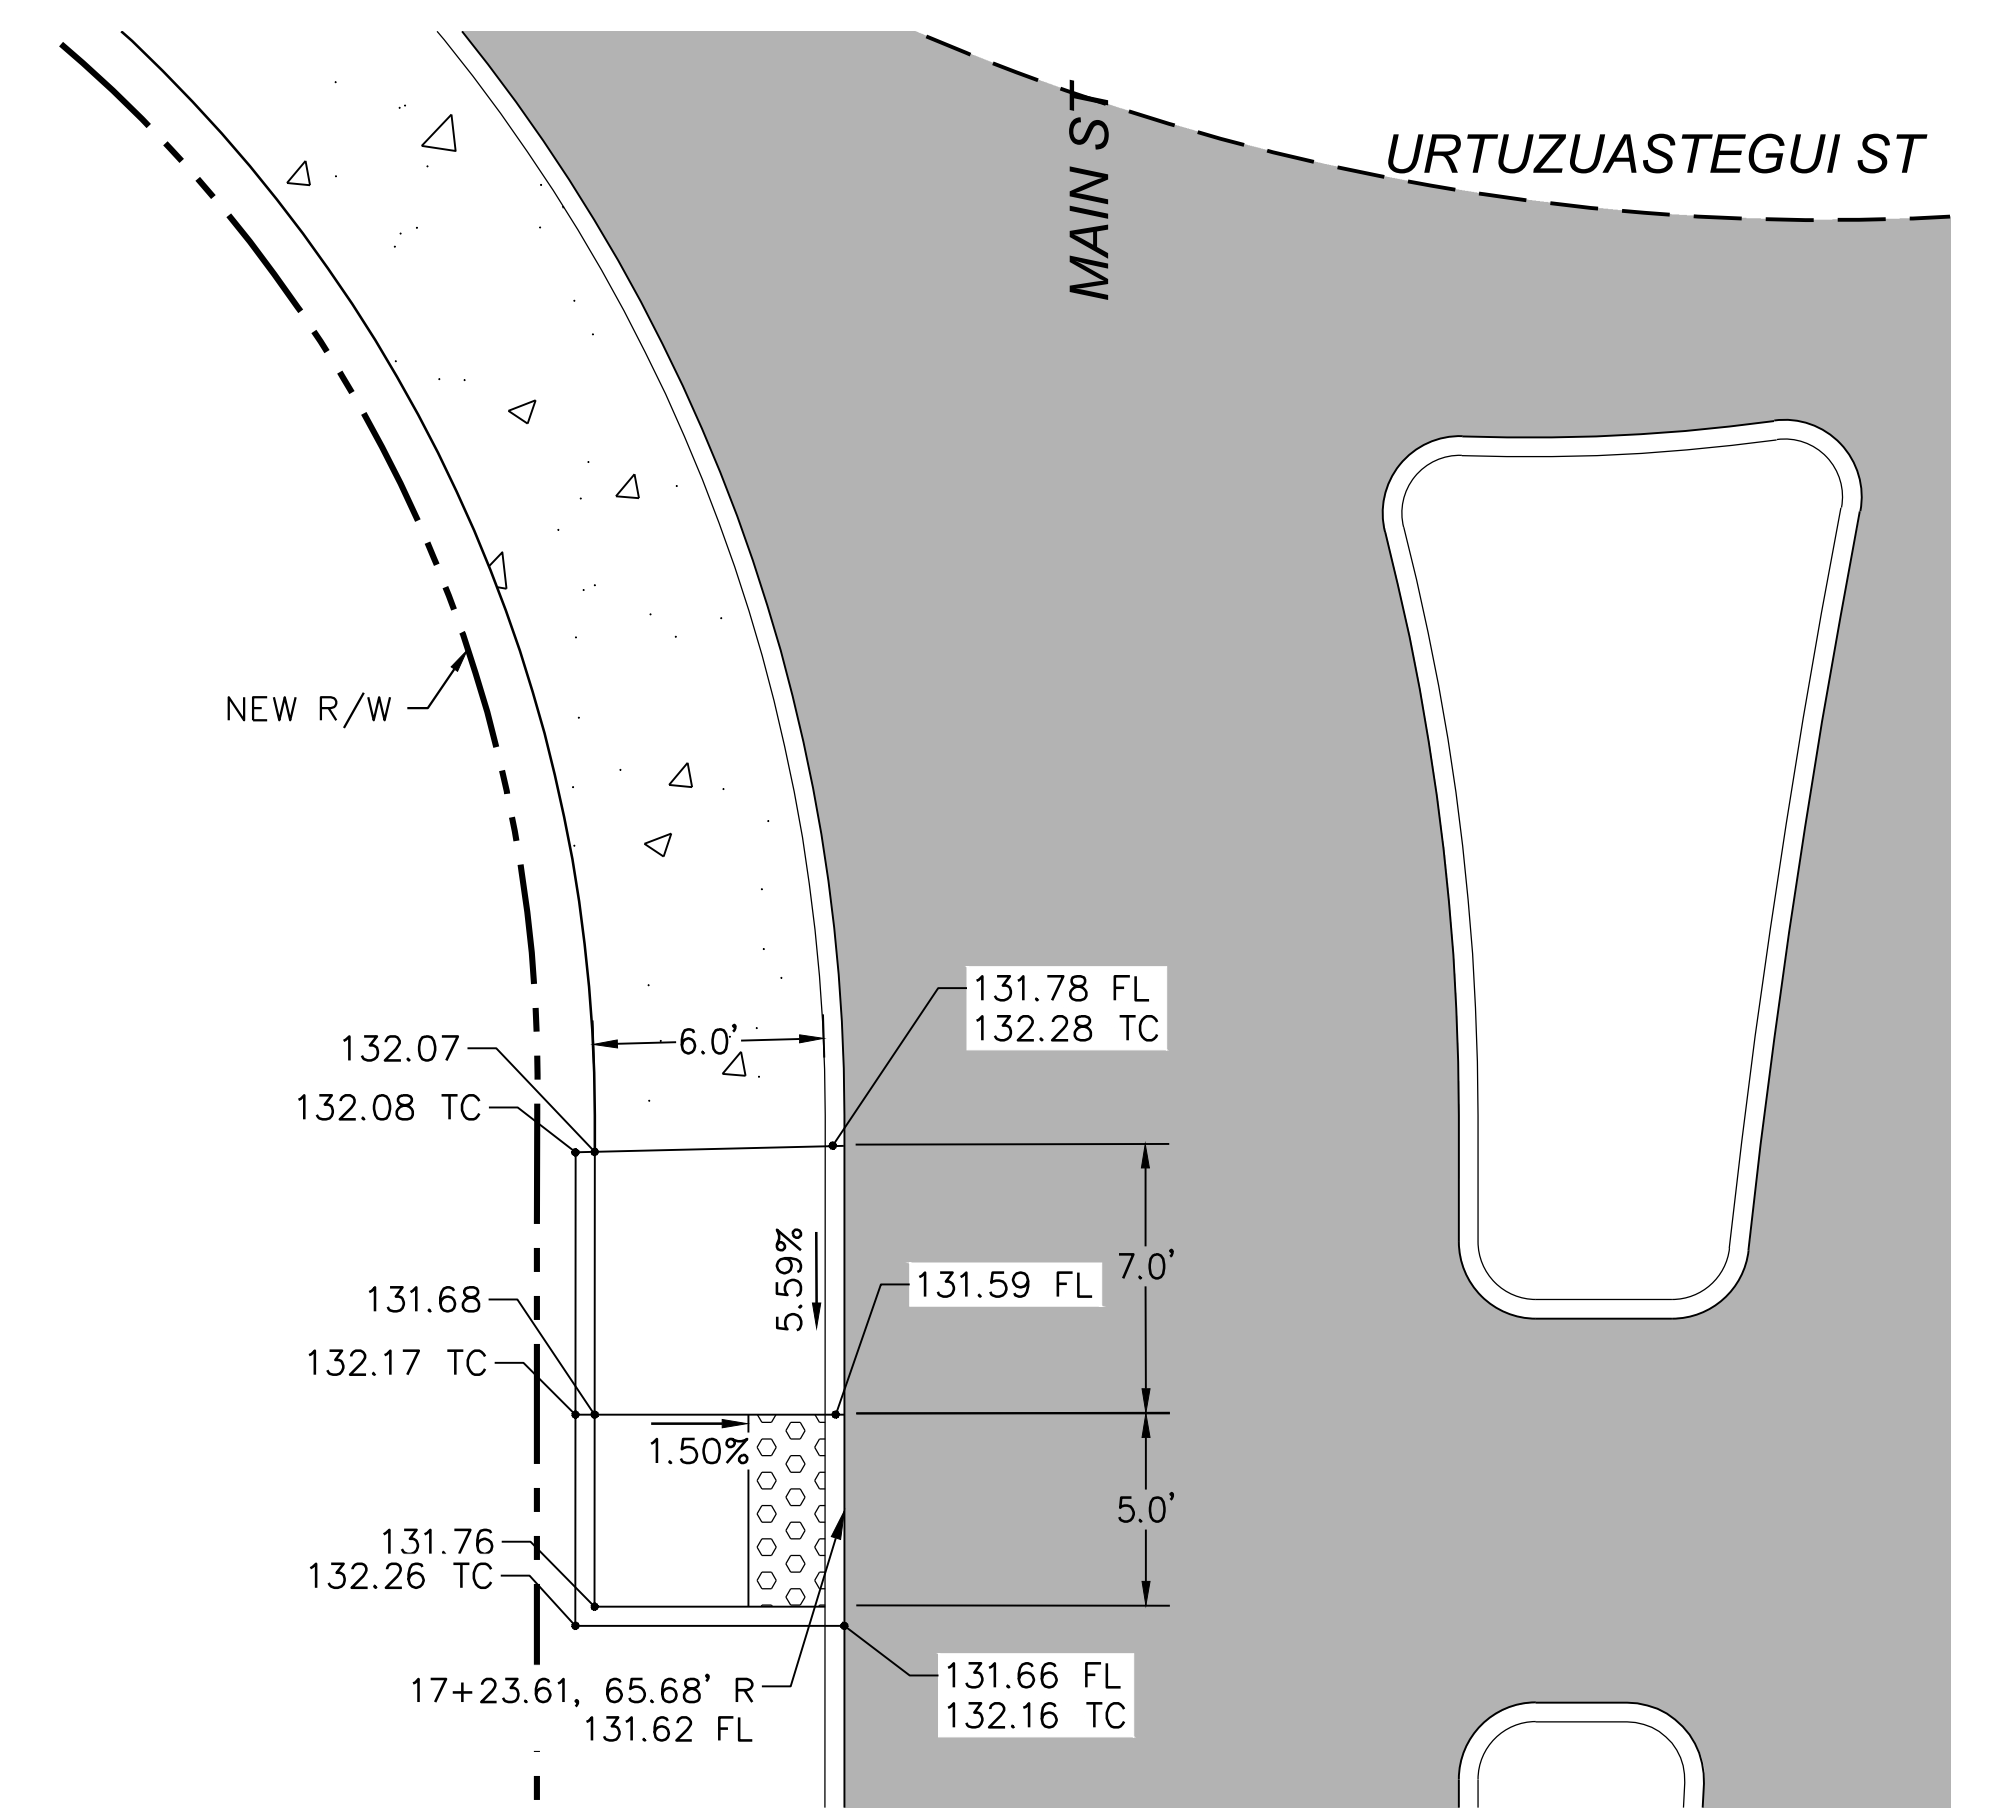 MAIN ST
URTUZUASTEGUI ST
NEW R/W
131.78 FL
132.28 TC
6.0'
132.07
132.08 TC
5.59%
7.0'
131.59 FL
131.68
132.17 TC
1.50%
5.0'
131.76
132.26 TC
17+23.61, 65.68' R
131.62 FL
131.66 FL
132.16 TC